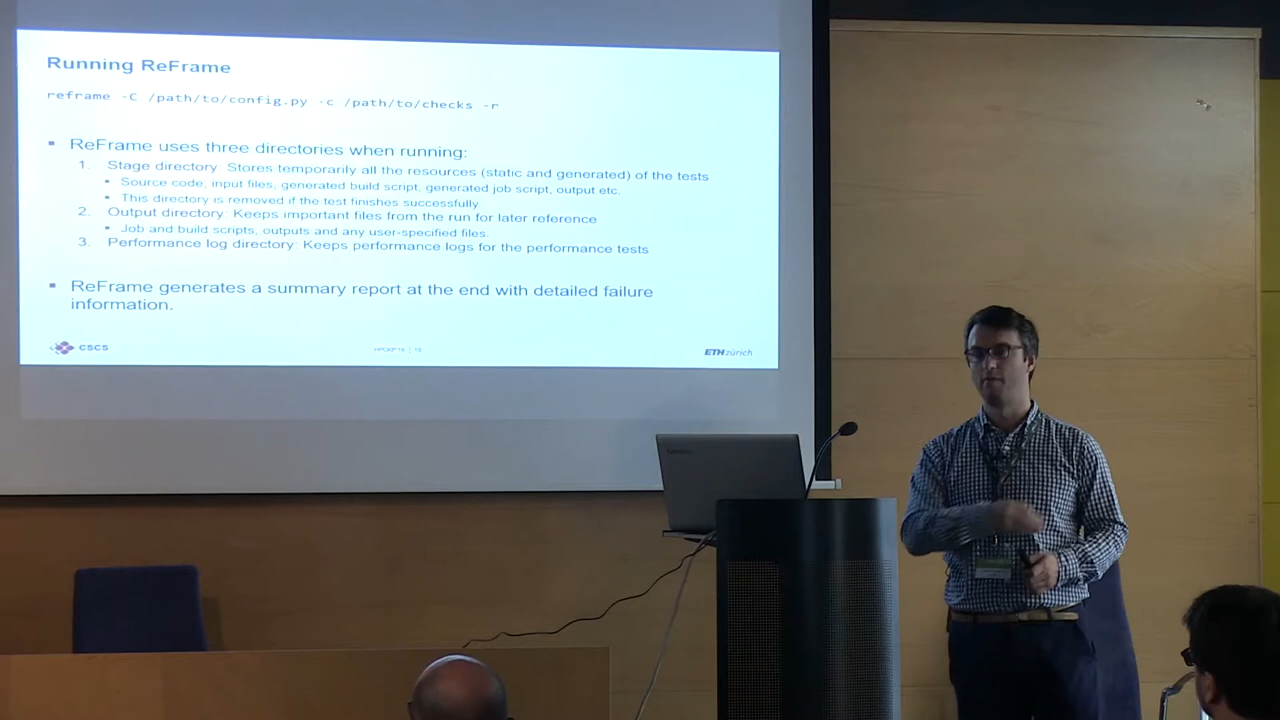 Running ReFrame
reframe -C /path/to/config.py -c /path/to/checks -r
▪ ReFrame uses three directories when running:
1. Stage directory: Stores temporarily all the resources (static and generated) of the tests
▪ Source code, input files, generated build script, generated job script, output etc.
▪ This directory is removed if the test finishes successfully.
2. Output directory: Keeps important files from the run for later reference
▪ Job and build scripts, outputs and any user-specified files.
3. Performance log directory: Keeps performance logs for the performance tests
▪ ReFrame generates a summary report at the end with detailed failure
information.
CSCS
ETH zürich